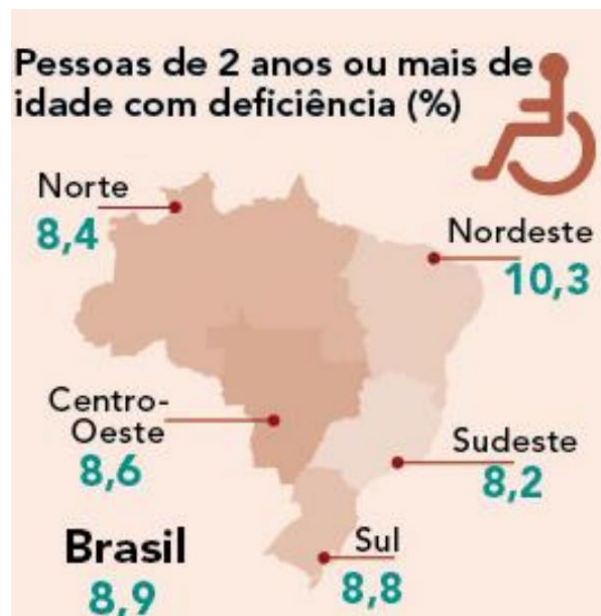 Pessoas de 2 anos ou mais de
idade com deficiência (%)
Norte
8,4
Nordeste
10,3
Centro-
Oeste
8,6
Sudeste
8,2
Brasil
8,9
Sul
8,8